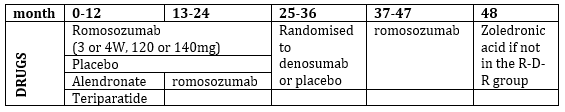 month 0-12 13-24 25-36 37-47 48
DRUGS
Romosozumab
(3 or 4W, 120 or 140mg)
Placebo
Alendronate romosozumab
Teriparatide
Randomised
to
denosumab
or placebo
romosozumab
Zoledronic
acid if not
in the R-D-
R group